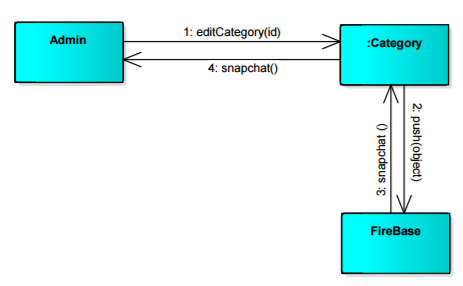 Admin
1: editCategory(id)
:Category
4: snapchat()
3: snapchat ()
2: push(object)
FireBase